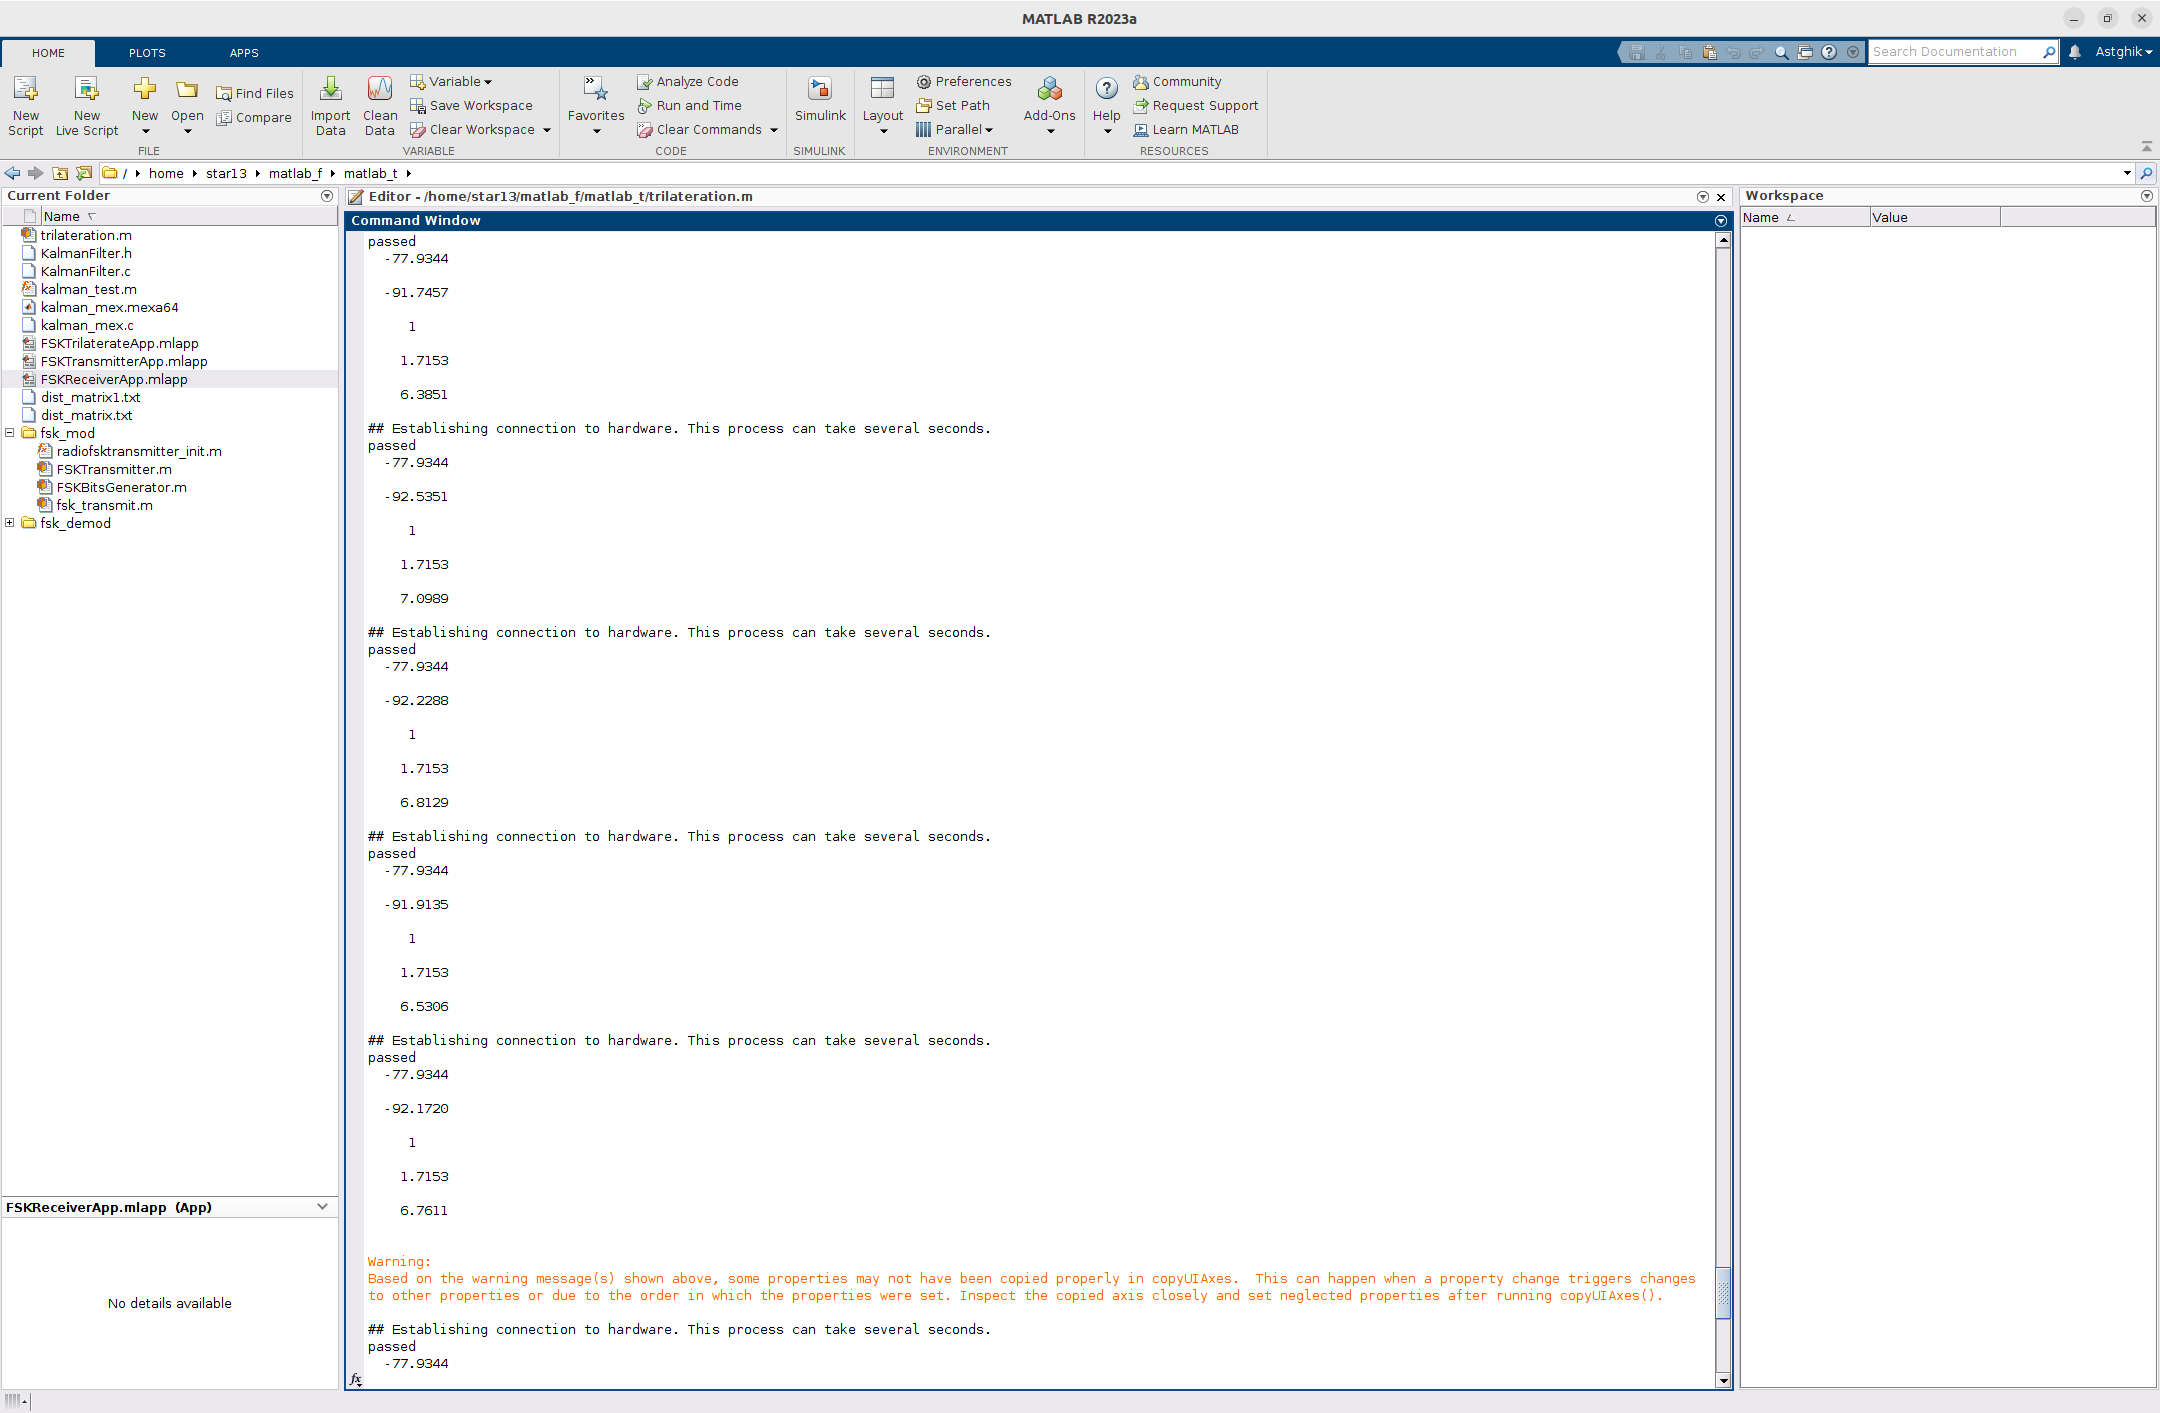 MATLAB R2023a
HOME PLOTS APPS
Search Documentation Astghik
New Script
New Live Script
New
Open
Find Files
Compare
FILE
Import Data
Clean Data
Variable
Save Workspace
Clear Workspace
VARIABLE
Favorites
Analyze Code
Run and Time
Clear Commands
CODE
Simulink
SIMULINK
Layout
Preferences
Set Path
Parallel
Add-Ons
ENVIRONMENT
Help
Community
Request Support
Learn MATLAB
RESOURCES
/ home star13 matlab_f matlab_t
Current Folder
Name
trilateration.m
KalmanFilter.h
KalmanFilter.c
kalman_test.m
kalman_mex.mexa64
kalman_mex.c
FSKTrilaterateApp.mlapp
FSKTransmitterApp.mlapp
FSKReceiverApp.mlapp
dist_matrix1.txt
dist_matrix.txt
fsk_mod
radiofsktransmitter_init.m
FSKTransmitter.m
FSKBitsGenerator.m
fsk_transmit.m
fsk_demod
FSKReceiverApp.mlapp (App)
No details available
Editor - /home/star13/matlab_f/matlab_t/trilateration.m
Command Window
passed
-77.9344
-91.7457
1
1.7153
6.3851
## Establishing connection to hardware. This process can take several seconds.
passed
-77.9344
-92.5351
1
1.7153
7.0989
## Establishing connection to hardware. This process can take several seconds.
passed
-77.9344
-92.2288
1
1.7153
6.8129
## Establishing connection to hardware. This process can take several seconds.
passed
-77.9344
-91.9135
1
1.7153
6.5306
## Establishing connection to hardware. This process can take several seconds.
passed
-77.9344
-92.1720
1
1.7153
6.7611
Warning:
Based on the warning message(s) shown above, some properties may not have been copied properly in copyUIAxes.  This can happen when a property change triggers changes
to other properties or due to the order in which the properties were set. Inspect the copied axis closely and set neglected properties after running copyUIAxes().
## Establishing connection to hardware. This process can take several seconds.
passed
-77.9344
fx
Workspace
Name Value